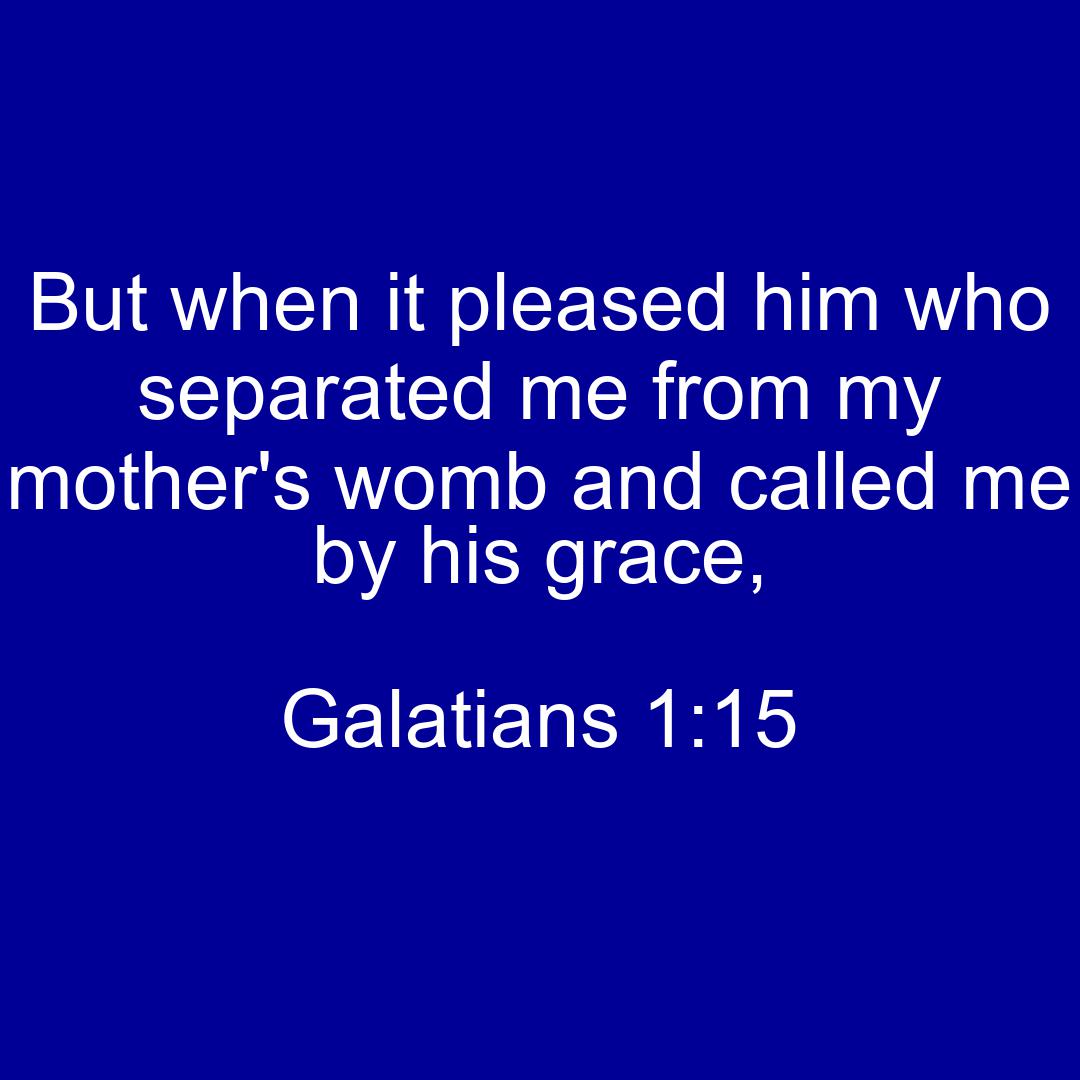 But when it pleased him who
separated me from my
mother's womb and called me
by his grace,
Galatians 1:15